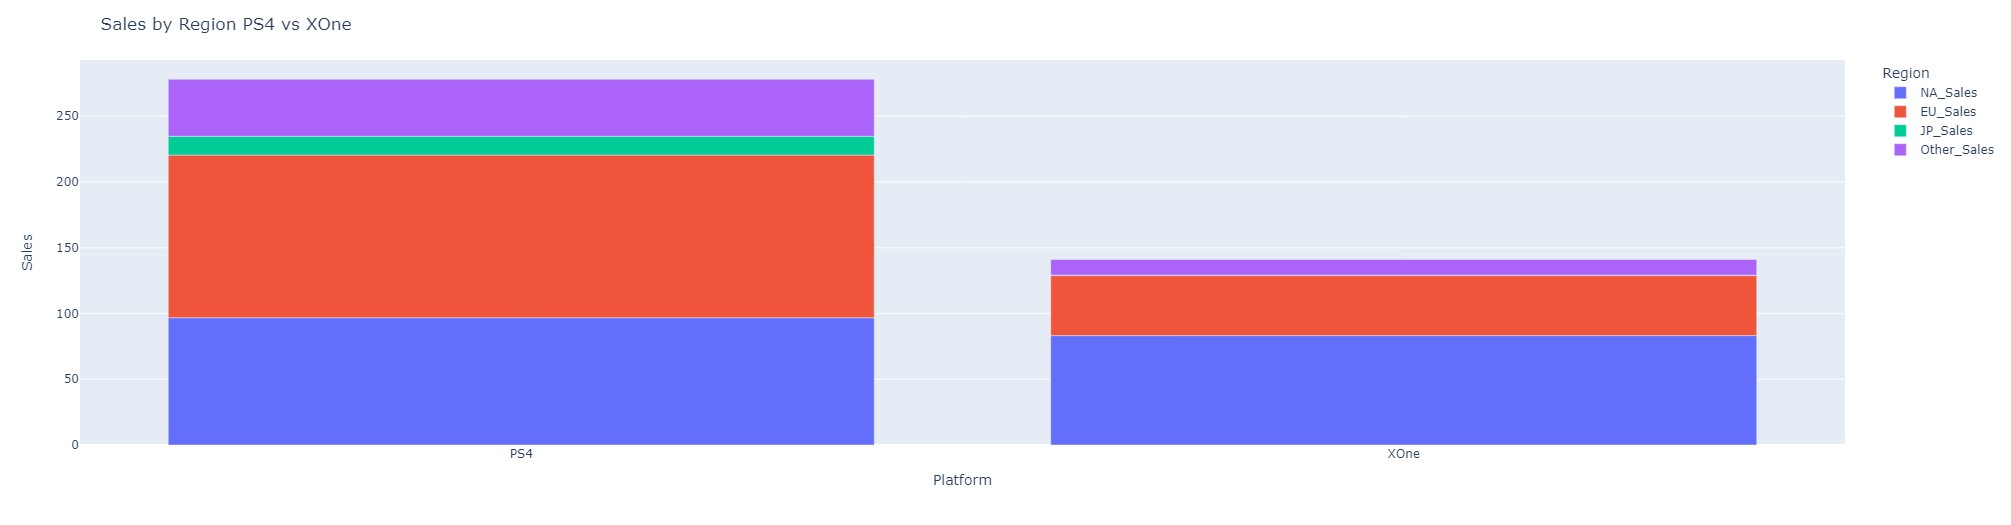 Sales by Region PS4 vs XOne
Region
NA_Sales
EU_Sales
JP_Sales
Other_Sales
250
200
150
100
50
0
Sales
PS4
XOne
Platform